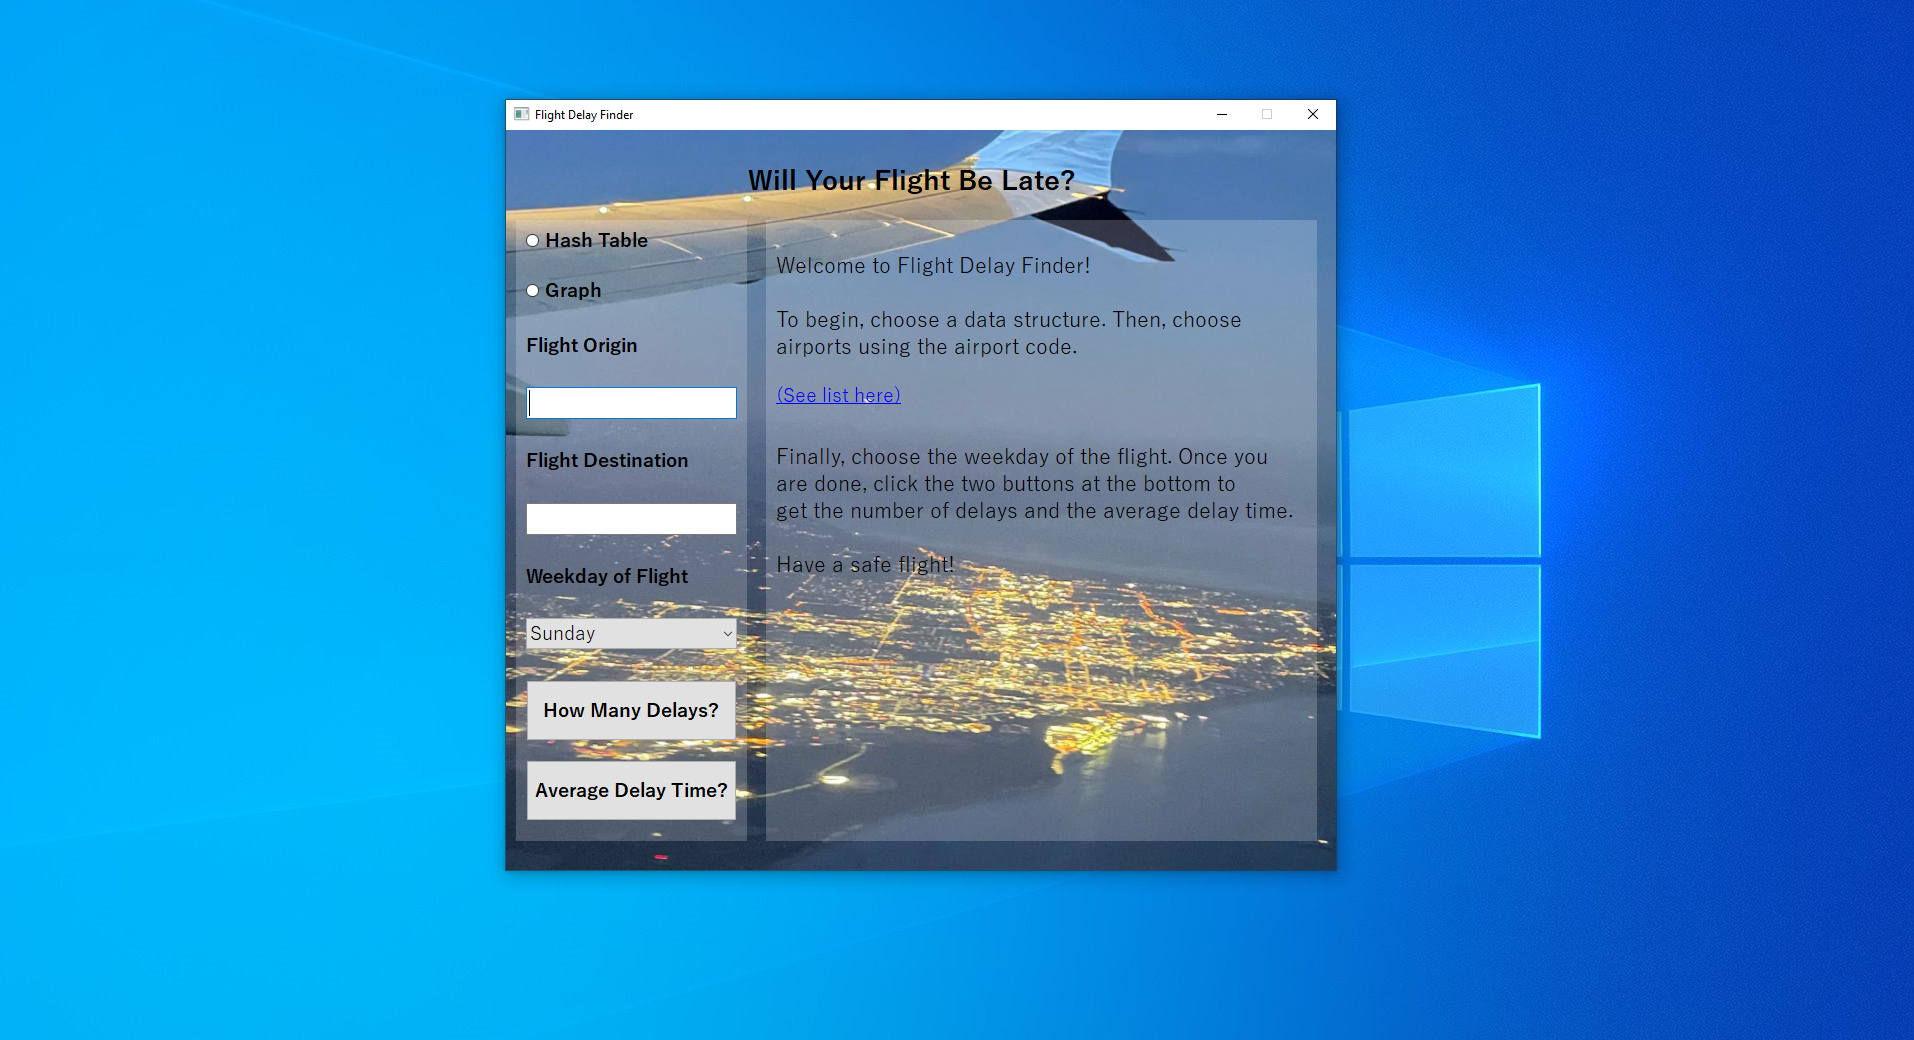 Flight Delay Finder
Will Your Flight Be Late?
Hash Table
Graph
Flight Origin
Flight Destination
Weekday of Flight
Sunday
How Many Delays?
Average Delay Time?
Welcome to Flight Delay Finder!
To begin, choose a data structure. Then, choose
airports using the airport code.
(See list here)
Finally, choose the weekday of the flight. Once you
are done, click the two buttons at the bottom to
get the number of delays and the average delay time.
Have a safe flight!